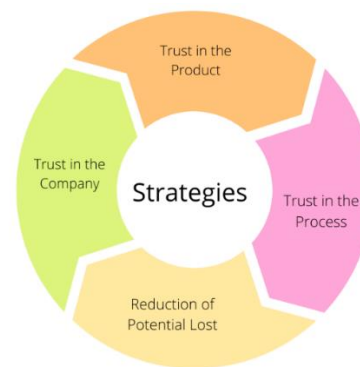 Trust in the
Product
Trust in the
Company
Strategies
Trust in the
Process
Reduction of
Potential Lost